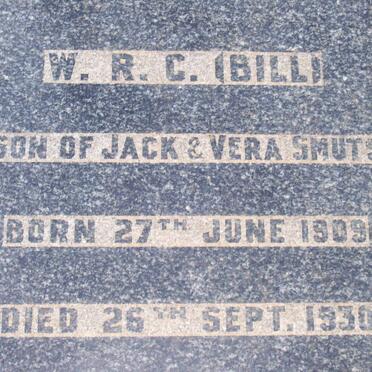 W. R. C. (BILL)
SON OF JACK & VERA SMUTS
BORN 27TH JUNE 1909
DIED 26TH SEPT. 1930